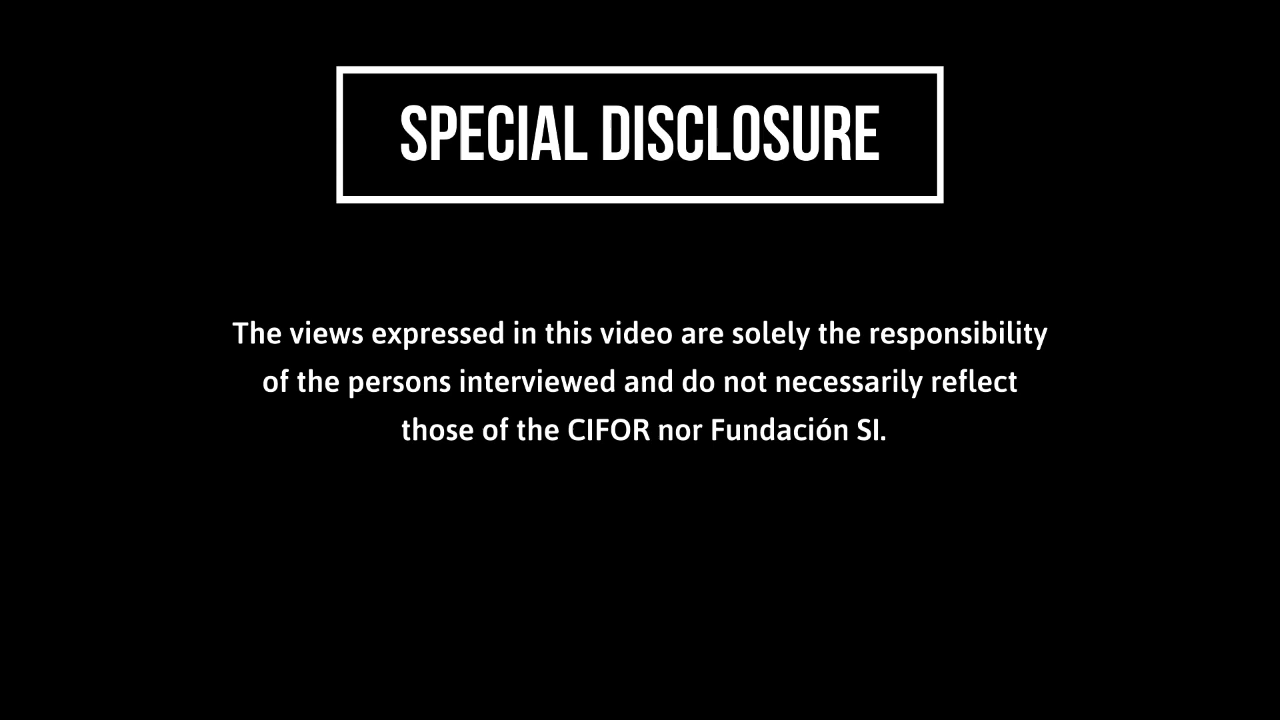 SPECIAL DISCLOSURE
The views expressed in this video are solely the responsibility
of the persons interviewed and do not necessarily reflect
those of the CIFOR nor Fundación SI.